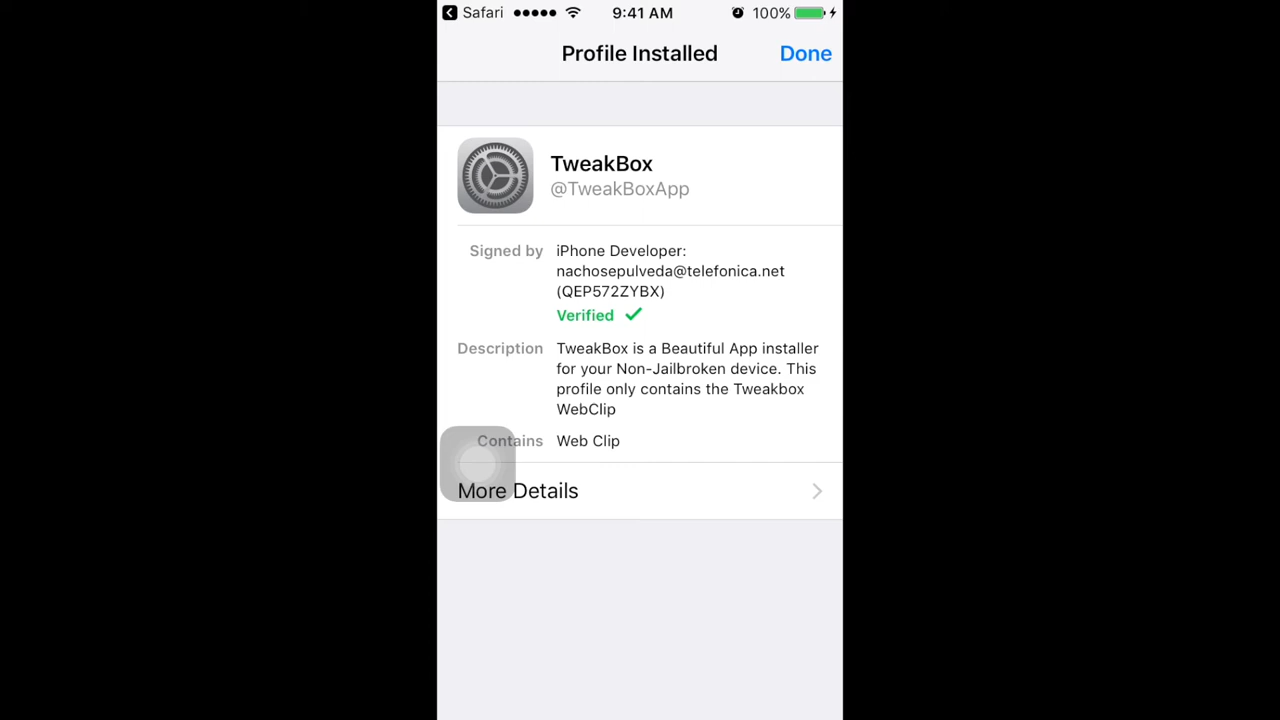 Safari 9:41 AM 100%
Profile Installed Done
TweakBox
@TweakBoxApp
Signed by iPhone Developer:
nachosepulveda@telefonica.net
(QEP572ZYBX)
Verified
Description TweakBox is a Beautiful App installer
for your Non-Jailbroken device. This
profile only contains the Tweakbox
WebClip
Contains Web Clip
More Details